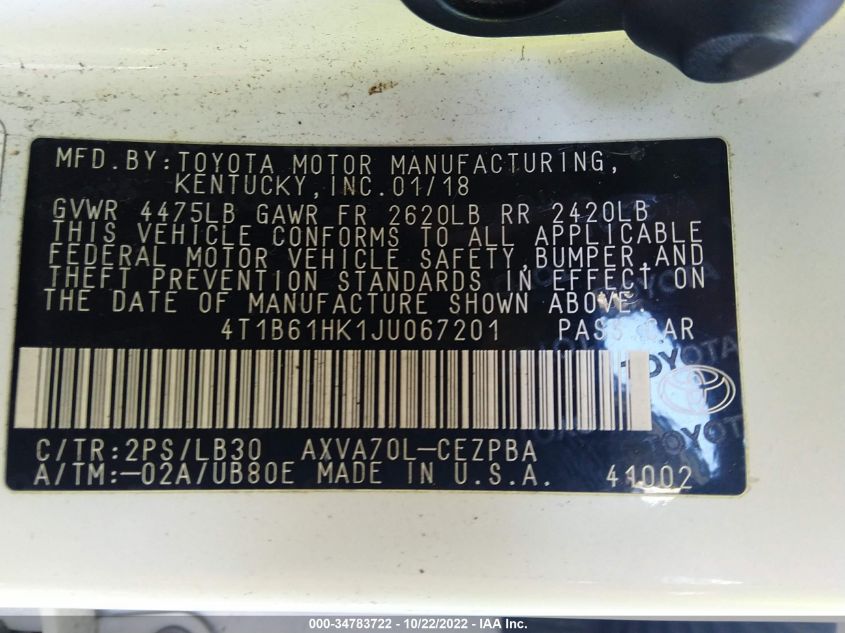 MFD.BY:TOYOTA MOTOR MANUFACTURING,
KENTUCKY,INC.01/18
GVWR 4475LB GAWR FR 2620LB RR 2420LB
THIS VEHICLE CONFORMS TO ALL APPLICABLE
FEDERAL MOTOR VEHICLE SAFETY,BUMPER,AND
THEFT PREVENTION STANDARDS IN EFFECT ON
THE DATE OF MANUFACTURE SHOWN ABOVE.
4T1B61HK1JU067201 PASS CAR
TOYOTA
TOYOTA
TOYOTA
C/TR:2PS/LB30 AXVA70L-CEZPBA
A/TM:-02A/UB80E MADE IN U.S.A. 41002
000-34783722 - 10/22/2022 - IAA Inc.